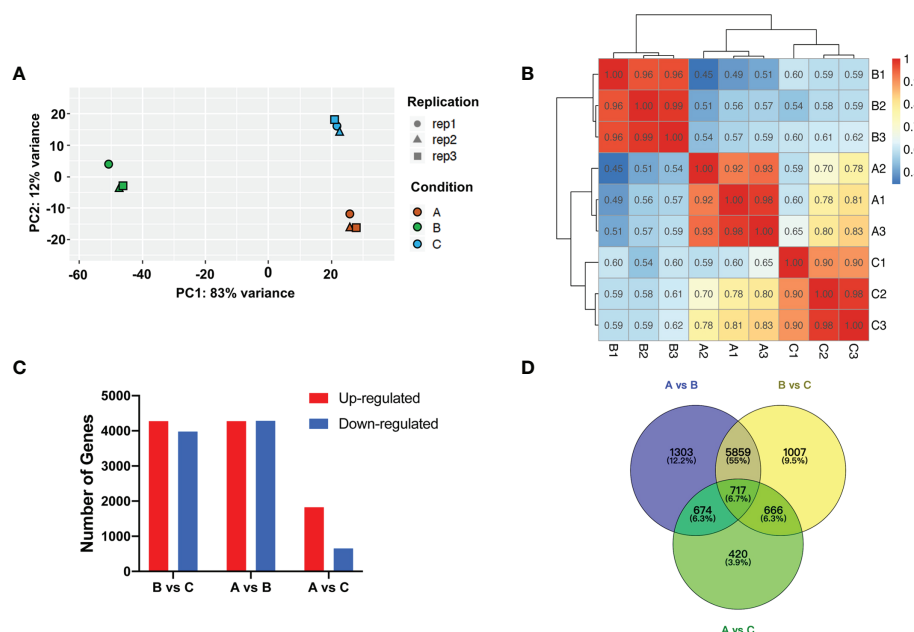 A
PC2: 12% variance
20
10
0
-10
-20
-60
-40
-20
0
20
PC1: 83% variance
Replication
rep1
rep2
rep3
Condition
A
B
C
B
1.00 0.96 0.96 0.45 0.49 0.51 0.60 0.59 0.59 B1
0.96 1.00 0.99 0.51 0.56 0.57 0.54 0.58 0.59 B2
0.96 0.99 1.00 0.54 0.57 0.59 0.60 0.61 0.62 B3
0.45 0.51 0.54 1.00 0.92 0.93 0.59 0.70 0.78 A2
0.49 0.56 0.57 0.92 1.00 0.98 0.60 0.78 0.81 A1
0.51 0.57 0.59 0.93 0.98 1.00 0.65 0.80 0.83 A3
0.60 0.54 0.60 0.59 0.60 0.65 1.00 0.90 0.90 C1
0.59 0.58 0.61 0.70 0.78 0.80 0.90 1.00 0.98 C2
0.59 0.59 0.62 0.78 0.81 0.83 0.90 0.98 1.00 C3
B1 B2 B3 A2 A1 A3 C1 C2 C3
1
C
Number of Genes
5000
4000
3000
2000
1000
0
Up-regulated
Down-regulated
B vs C
A vs B
A vs C
D
A vs B
B vs C
1303
(12.2%)
5859
(55%)
1007
(9.5%)
717
(6.7%)
674
(6.3%)
666
(6.3%)
420
(3.9%)
A vs C